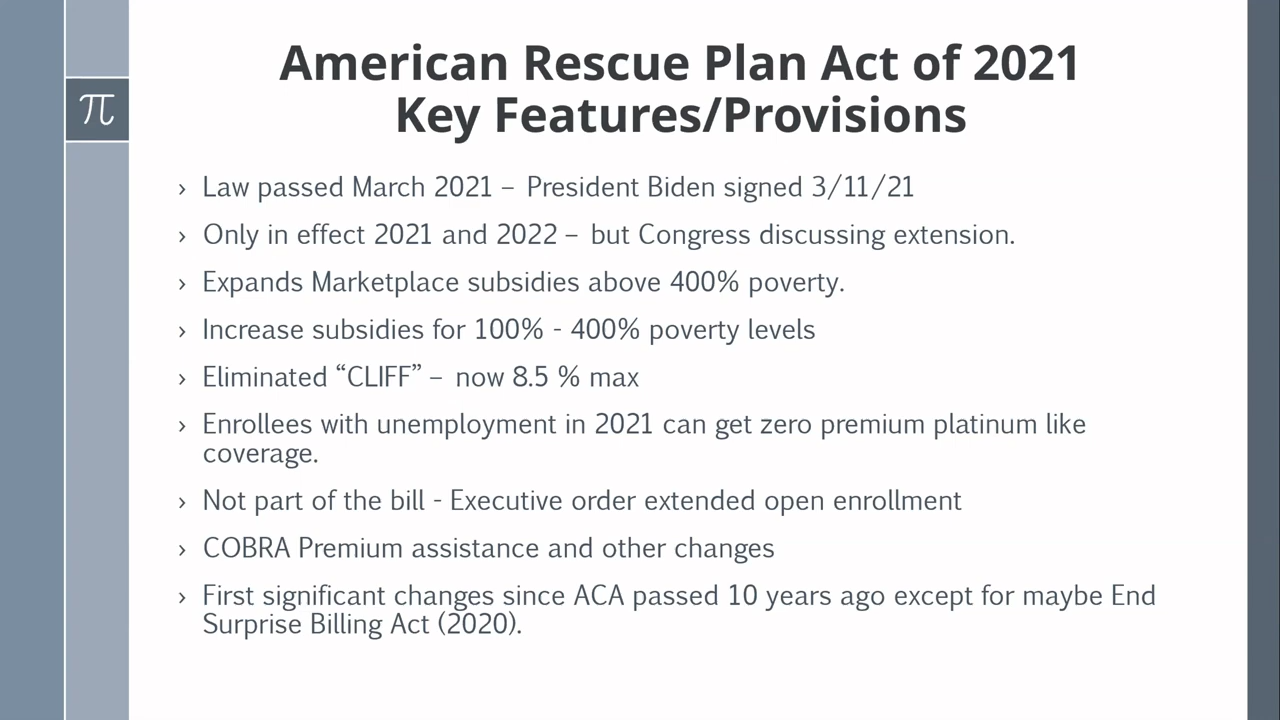 American Rescue Plan Act of 2021
Key Features/Provisions
π
› Law passed March 2021 – President Biden signed 3/11/21
› Only in effect 2021 and 2022 – but Congress discussing extension.
› Expands Marketplace subsidies above 400% poverty.
› Increase subsidies for 100% - 400% poverty levels
› Eliminated “CLIFF” – now 8.5 % max
› Enrollees with unemployment in 2021 can get zero premium platinum like
coverage.
› Not part of the bill - Executive order extended open enrollment
› COBRA Premium assistance and other changes
› First significant changes since ACA passed 10 years ago except for maybe End
Surprise Billing Act (2020).